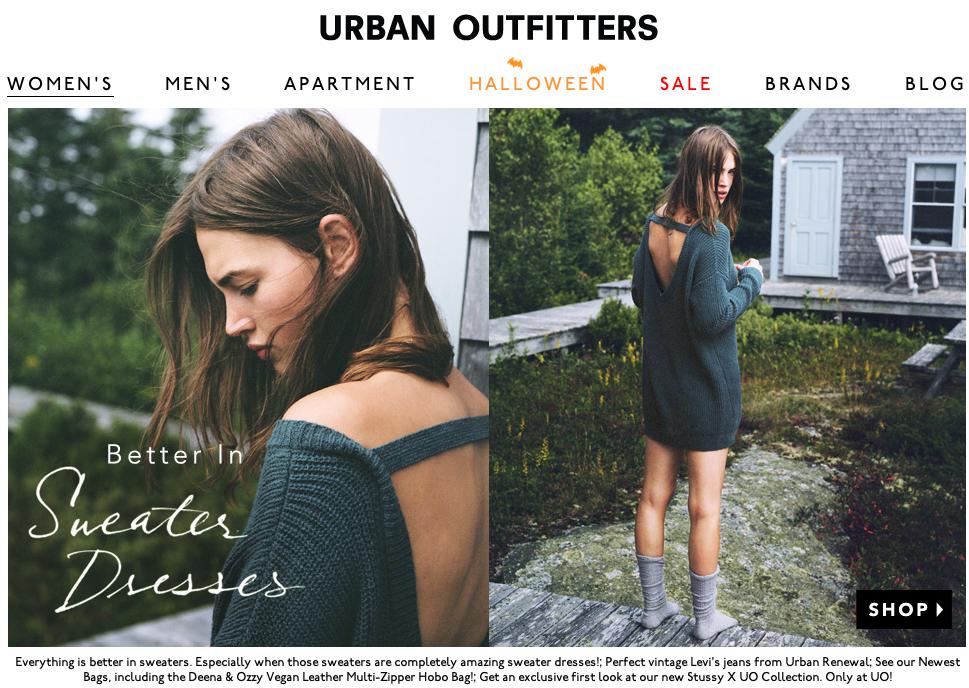 URBAN OUTFITTERS
WOMEN'S MEN'S APARTMENT HALLOWEEN SALE BRANDS BLOG
Better In
Sweater
Dresses
SHOP
Everything is better in sweaters. Especially when those sweaters are completely amazing sweater dresses!; Perfect vintage Levi's jeans from Urban Renewal; See our Newest
Bags, including the Deena & Ozzy Vegan Leather Multi-Zipper Hobo Bag!; Get an exclusive first look at our new Stussy X UO Collection. Only at UO!